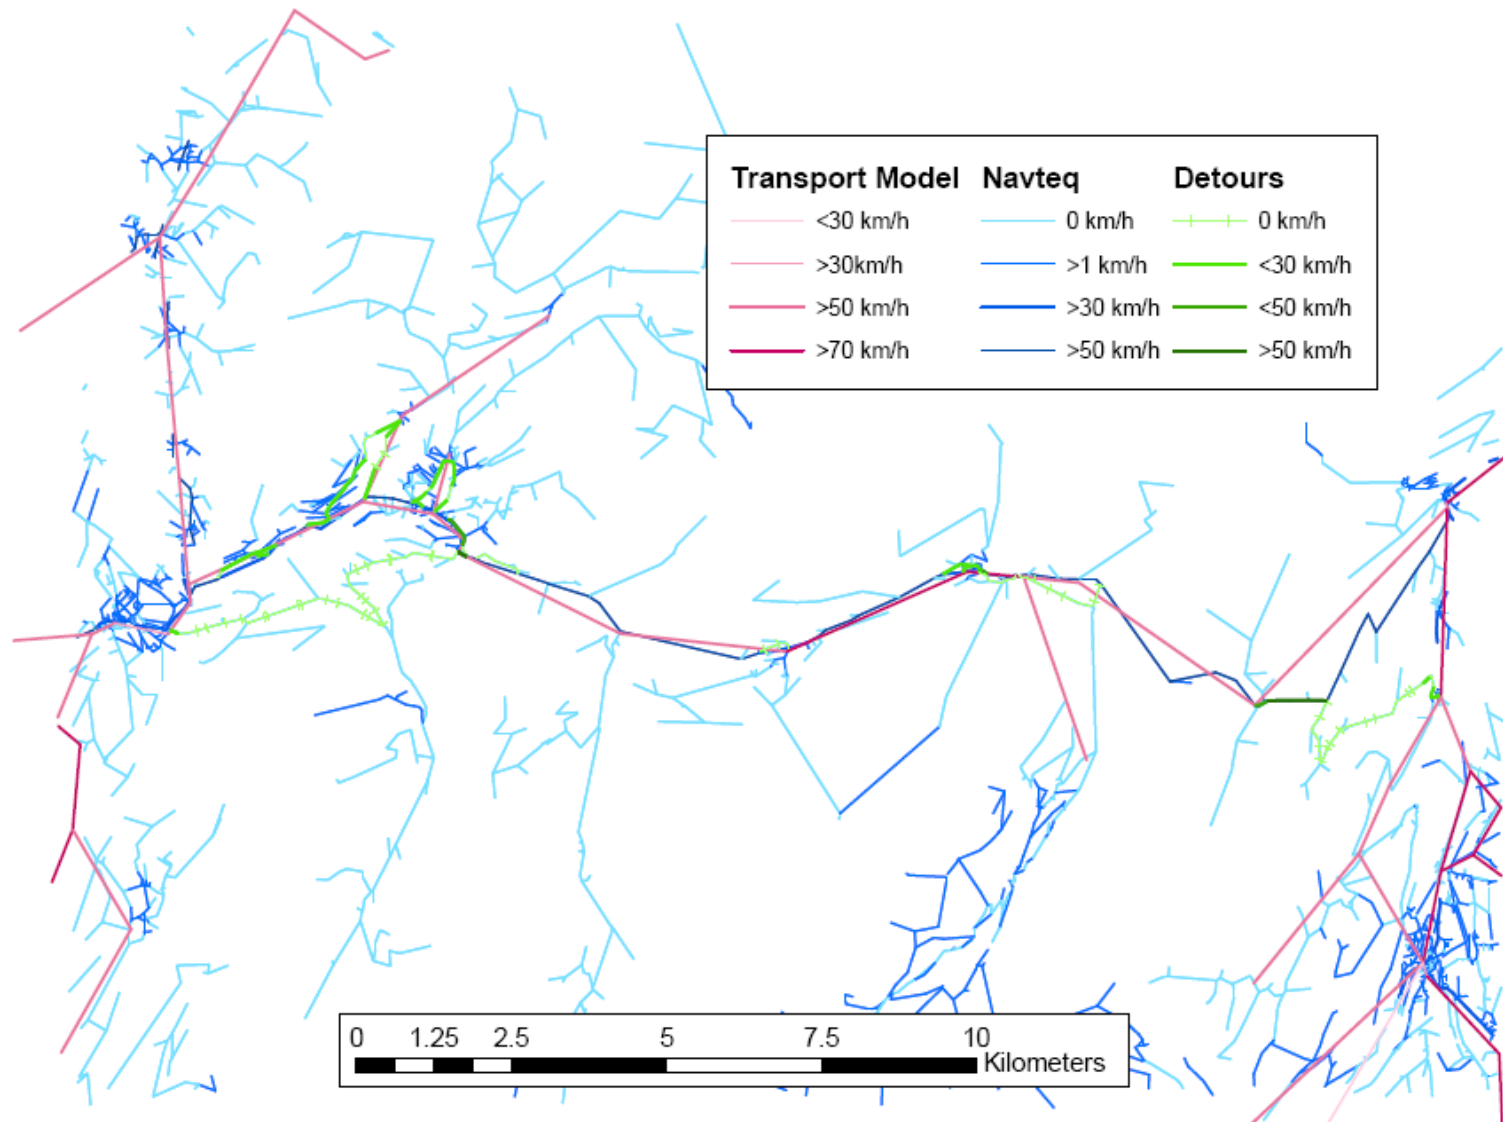 Transport Model Navteq Detours
<30 km/h 0 km/h 0 km/h
>30km/h >1 km/h <30 km/h
>50 km/h >30 km/h <50 km/h
>70 km/h >50 km/h >50 km/h
0 1.25 2.5 5 7.5 10
Kilometers